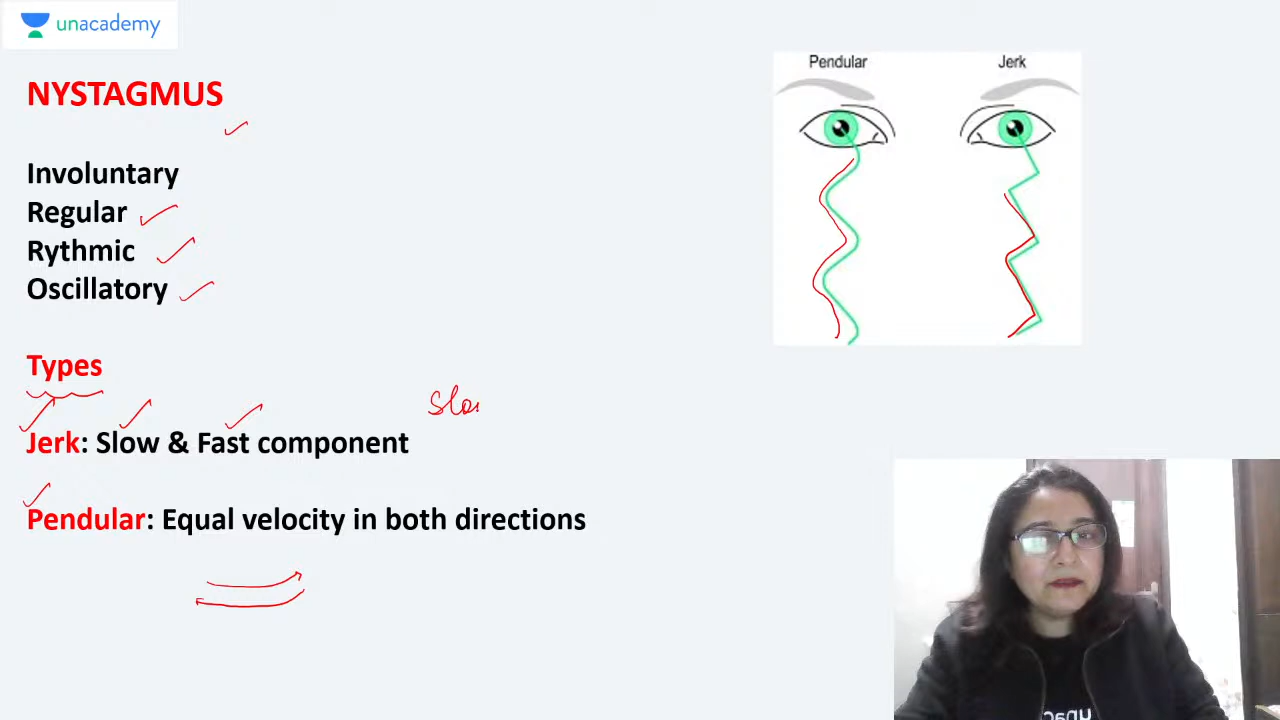 unacademy
NYSTAGMUS
Involuntary
Regular
Rythmic
Oscillatory
Types
Jerk: Slow & Fast component
Pendular: Equal velocity in both directions
Pendular
Jerk